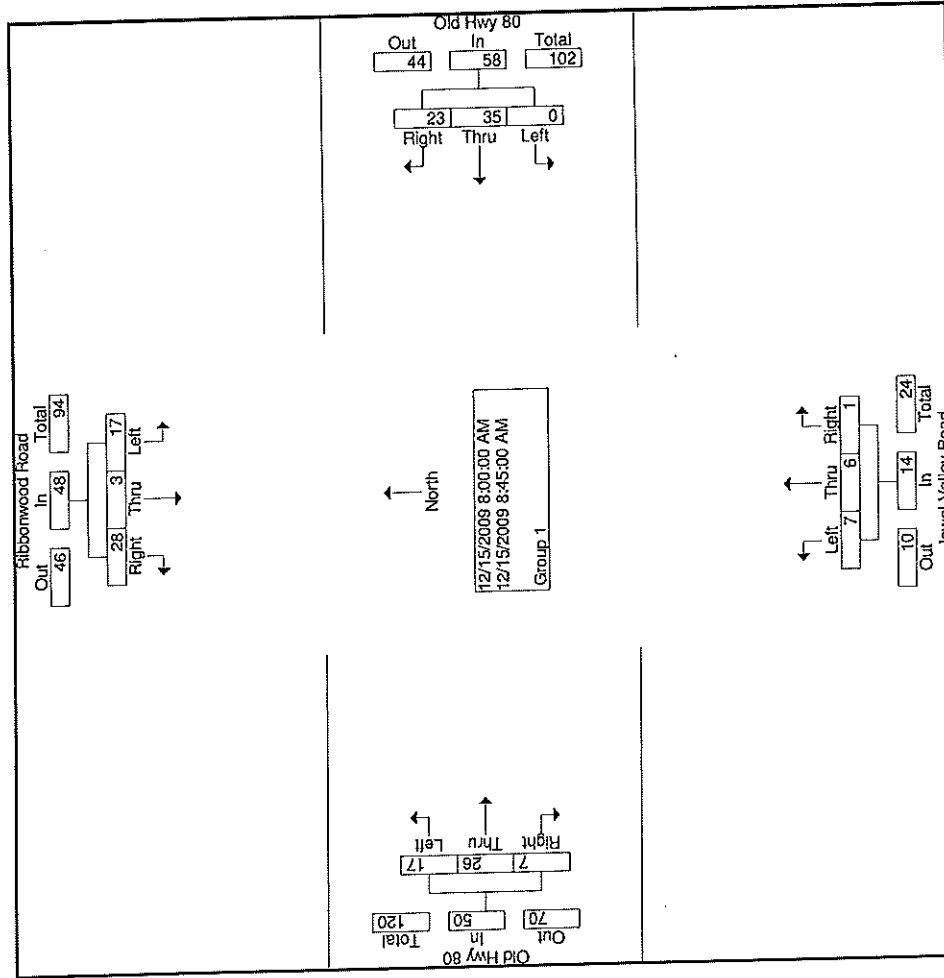 Old Hwy 80
Out In Total
44 58 102
23 35 0
Right Thru Left
Ribbonwood Road
Out In Total
46 48 94
28 3 17
Right Thru Left
North
12/15/2009 8:00:00 AM
12/15/2009 8:45:00 AM
Group 1
Left Thru Right
7 6 1
10 14 24
Out In Total
Jewel Valley Road
Left Thru Right
17 26 7
Total In Out
120 50 70
Old Hwy 80